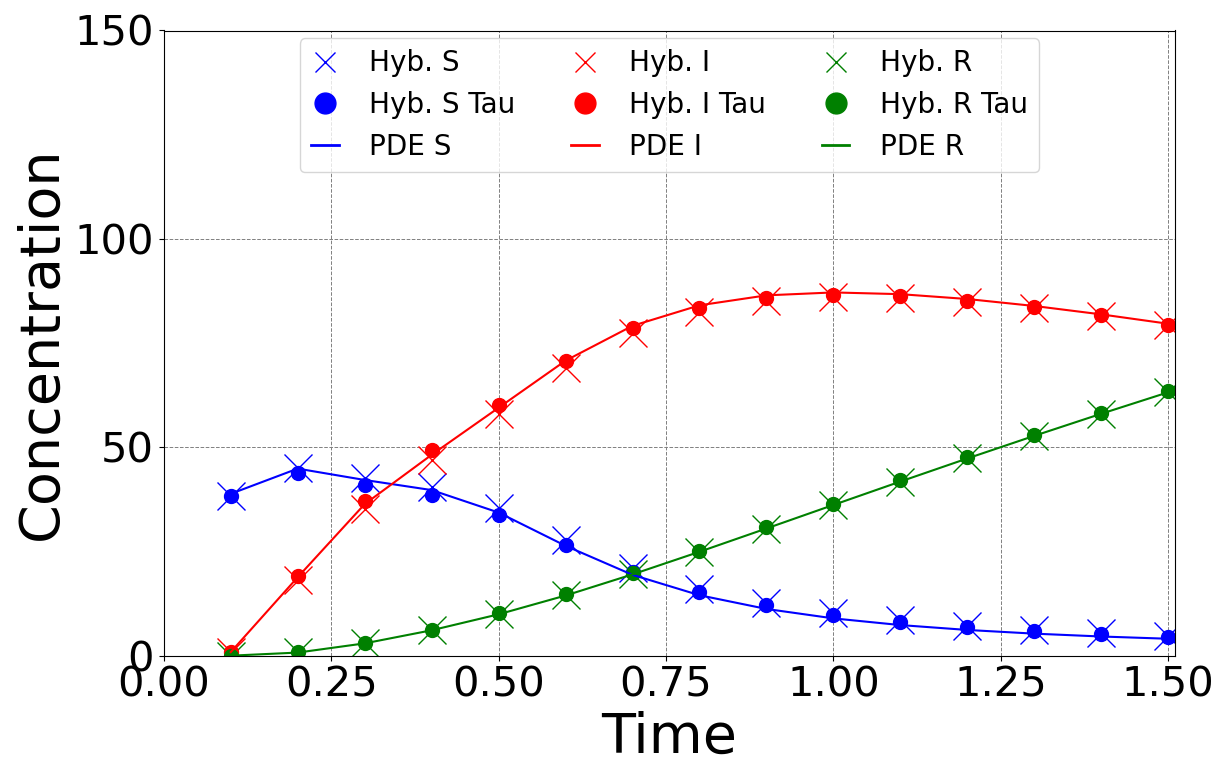 150
100
50
0
Concentration
Hyb. S
Hyb. I
Hyb. R
Hyb. S Tau
Hyb. I Tau
Hyb. R Tau
PDE S
PDE I
PDE R
0.00 0.25 0.50 0.75 1.00 1.25 1.50
Time